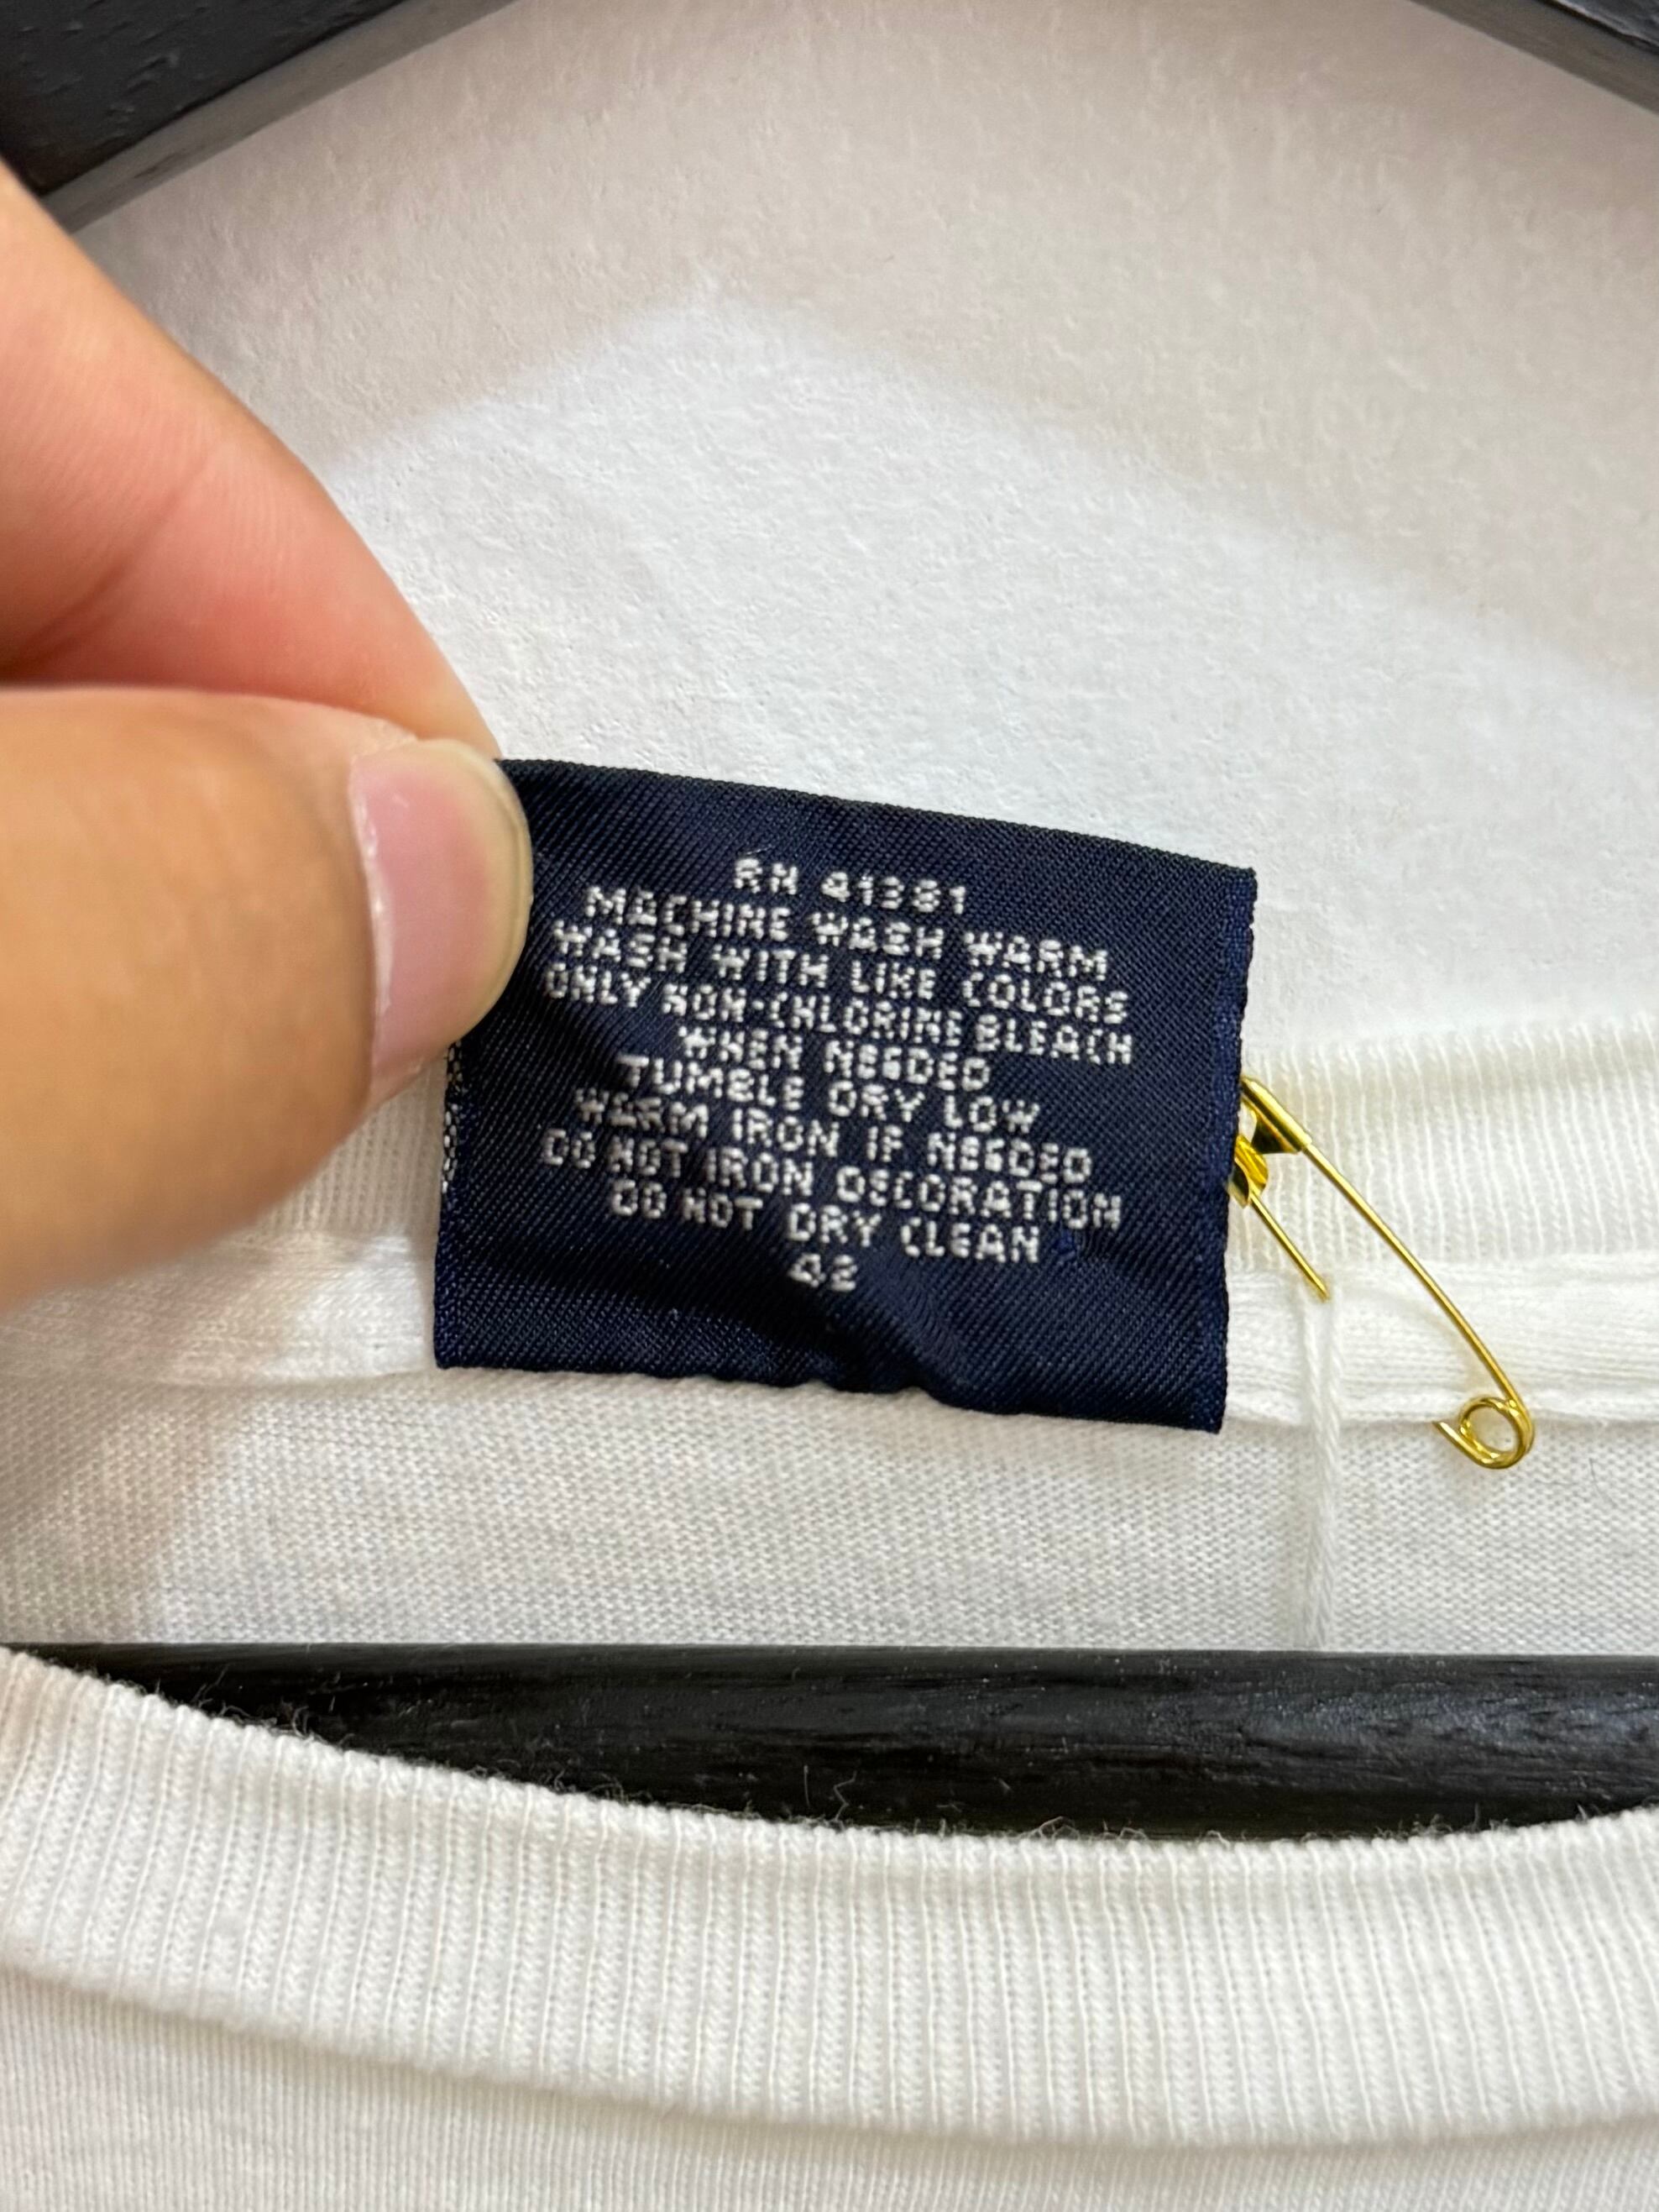 RN 41381
MACHINE WASH WARM
WASH WITH LIKE COLORS
ONLY NON-CHLORINE BLEACH
WHEN NEEDED
TUMBLE DRY LOW
WARM IRON IF NEEDED
DO NOT IRON DECORATION
DO NOT DRY CLEAN
42